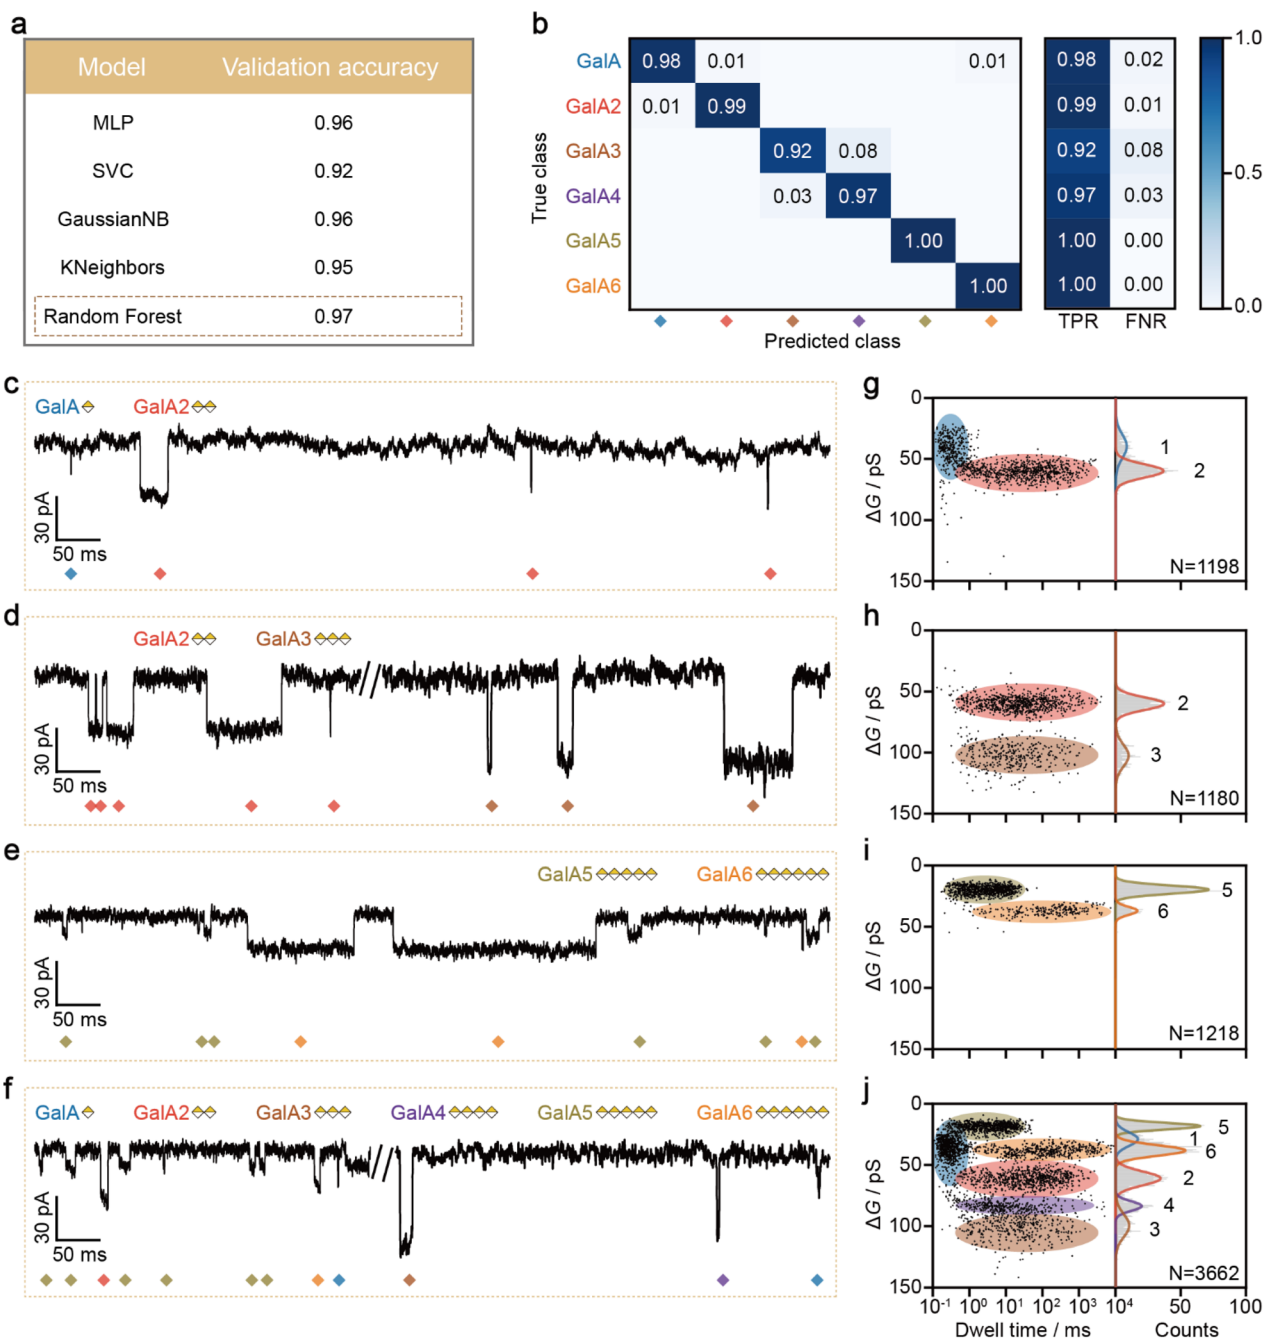 a
Model Validation accuracy
MLP 0.96
SVC 0.92
GaussianNB 0.96
KNeighbors 0.95
Random Forest 0.97
b
True class
GalA 0.98 0.01 0.01
GalA2 0.01 0.99
GalA3 0.92 0.08
GalA4 0.03 0.97
GalA5 1.00
GalA6 1.00
Predicted class
0.98 0.02
0.99 0.01
0.92 0.08
0.97 0.03
1.00 0.00
1.00 0.00
TPR FNR
1.0
0.5
0.0
c
GalA GalA2
30 pA
50 ms
g
0
50
100
150
ΔG / pS
1
2
N=1198
d
GalA2 GalA3
30 pA
50 ms
h
0
50
100
150
ΔG / pS
2
3
N=1180
e
GalA5 GalA6
30 pA
50 ms
i
0
50
100
150
ΔG / pS
5
6
N=1218
f
GalA GalA2 GalA3 GalA4 GalA5 GalA6
30 pA
50 ms
j
0
50
100
150
ΔG / pS
5
1
6
2
4
3
N=3662
10⁻¹ 10⁰ 10¹ 10² 10³ 10⁴ 50 100
Dwell time / ms Counts